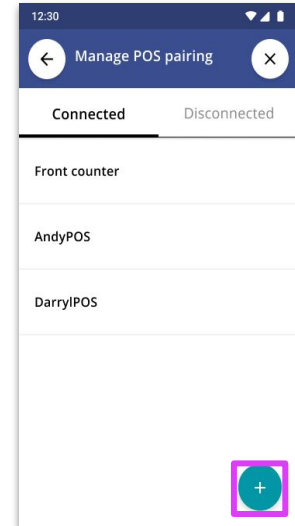 12:30
Manage POS pairing
Connected Disconnected
Front counter
AndyPOS
DarrylPOS
+